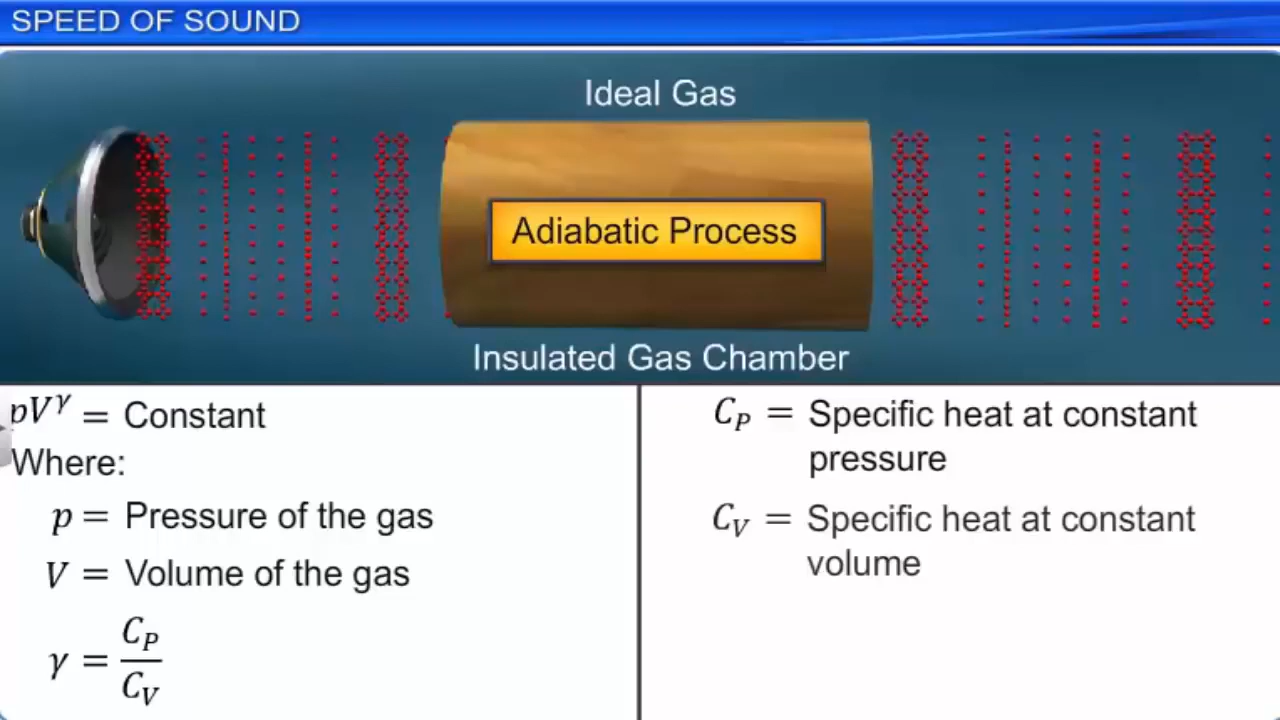 SPEED OF SOUND
Ideal Gas
Adiabatic Process
Insulated Gas Chamber
pV^γ = Constant
Where:
p = Pressure of the gas
V = Volume of the gas
γ = C_P / C_V
C_P = Specific heat at constant
pressure
C_V = Specific heat at constant
volume